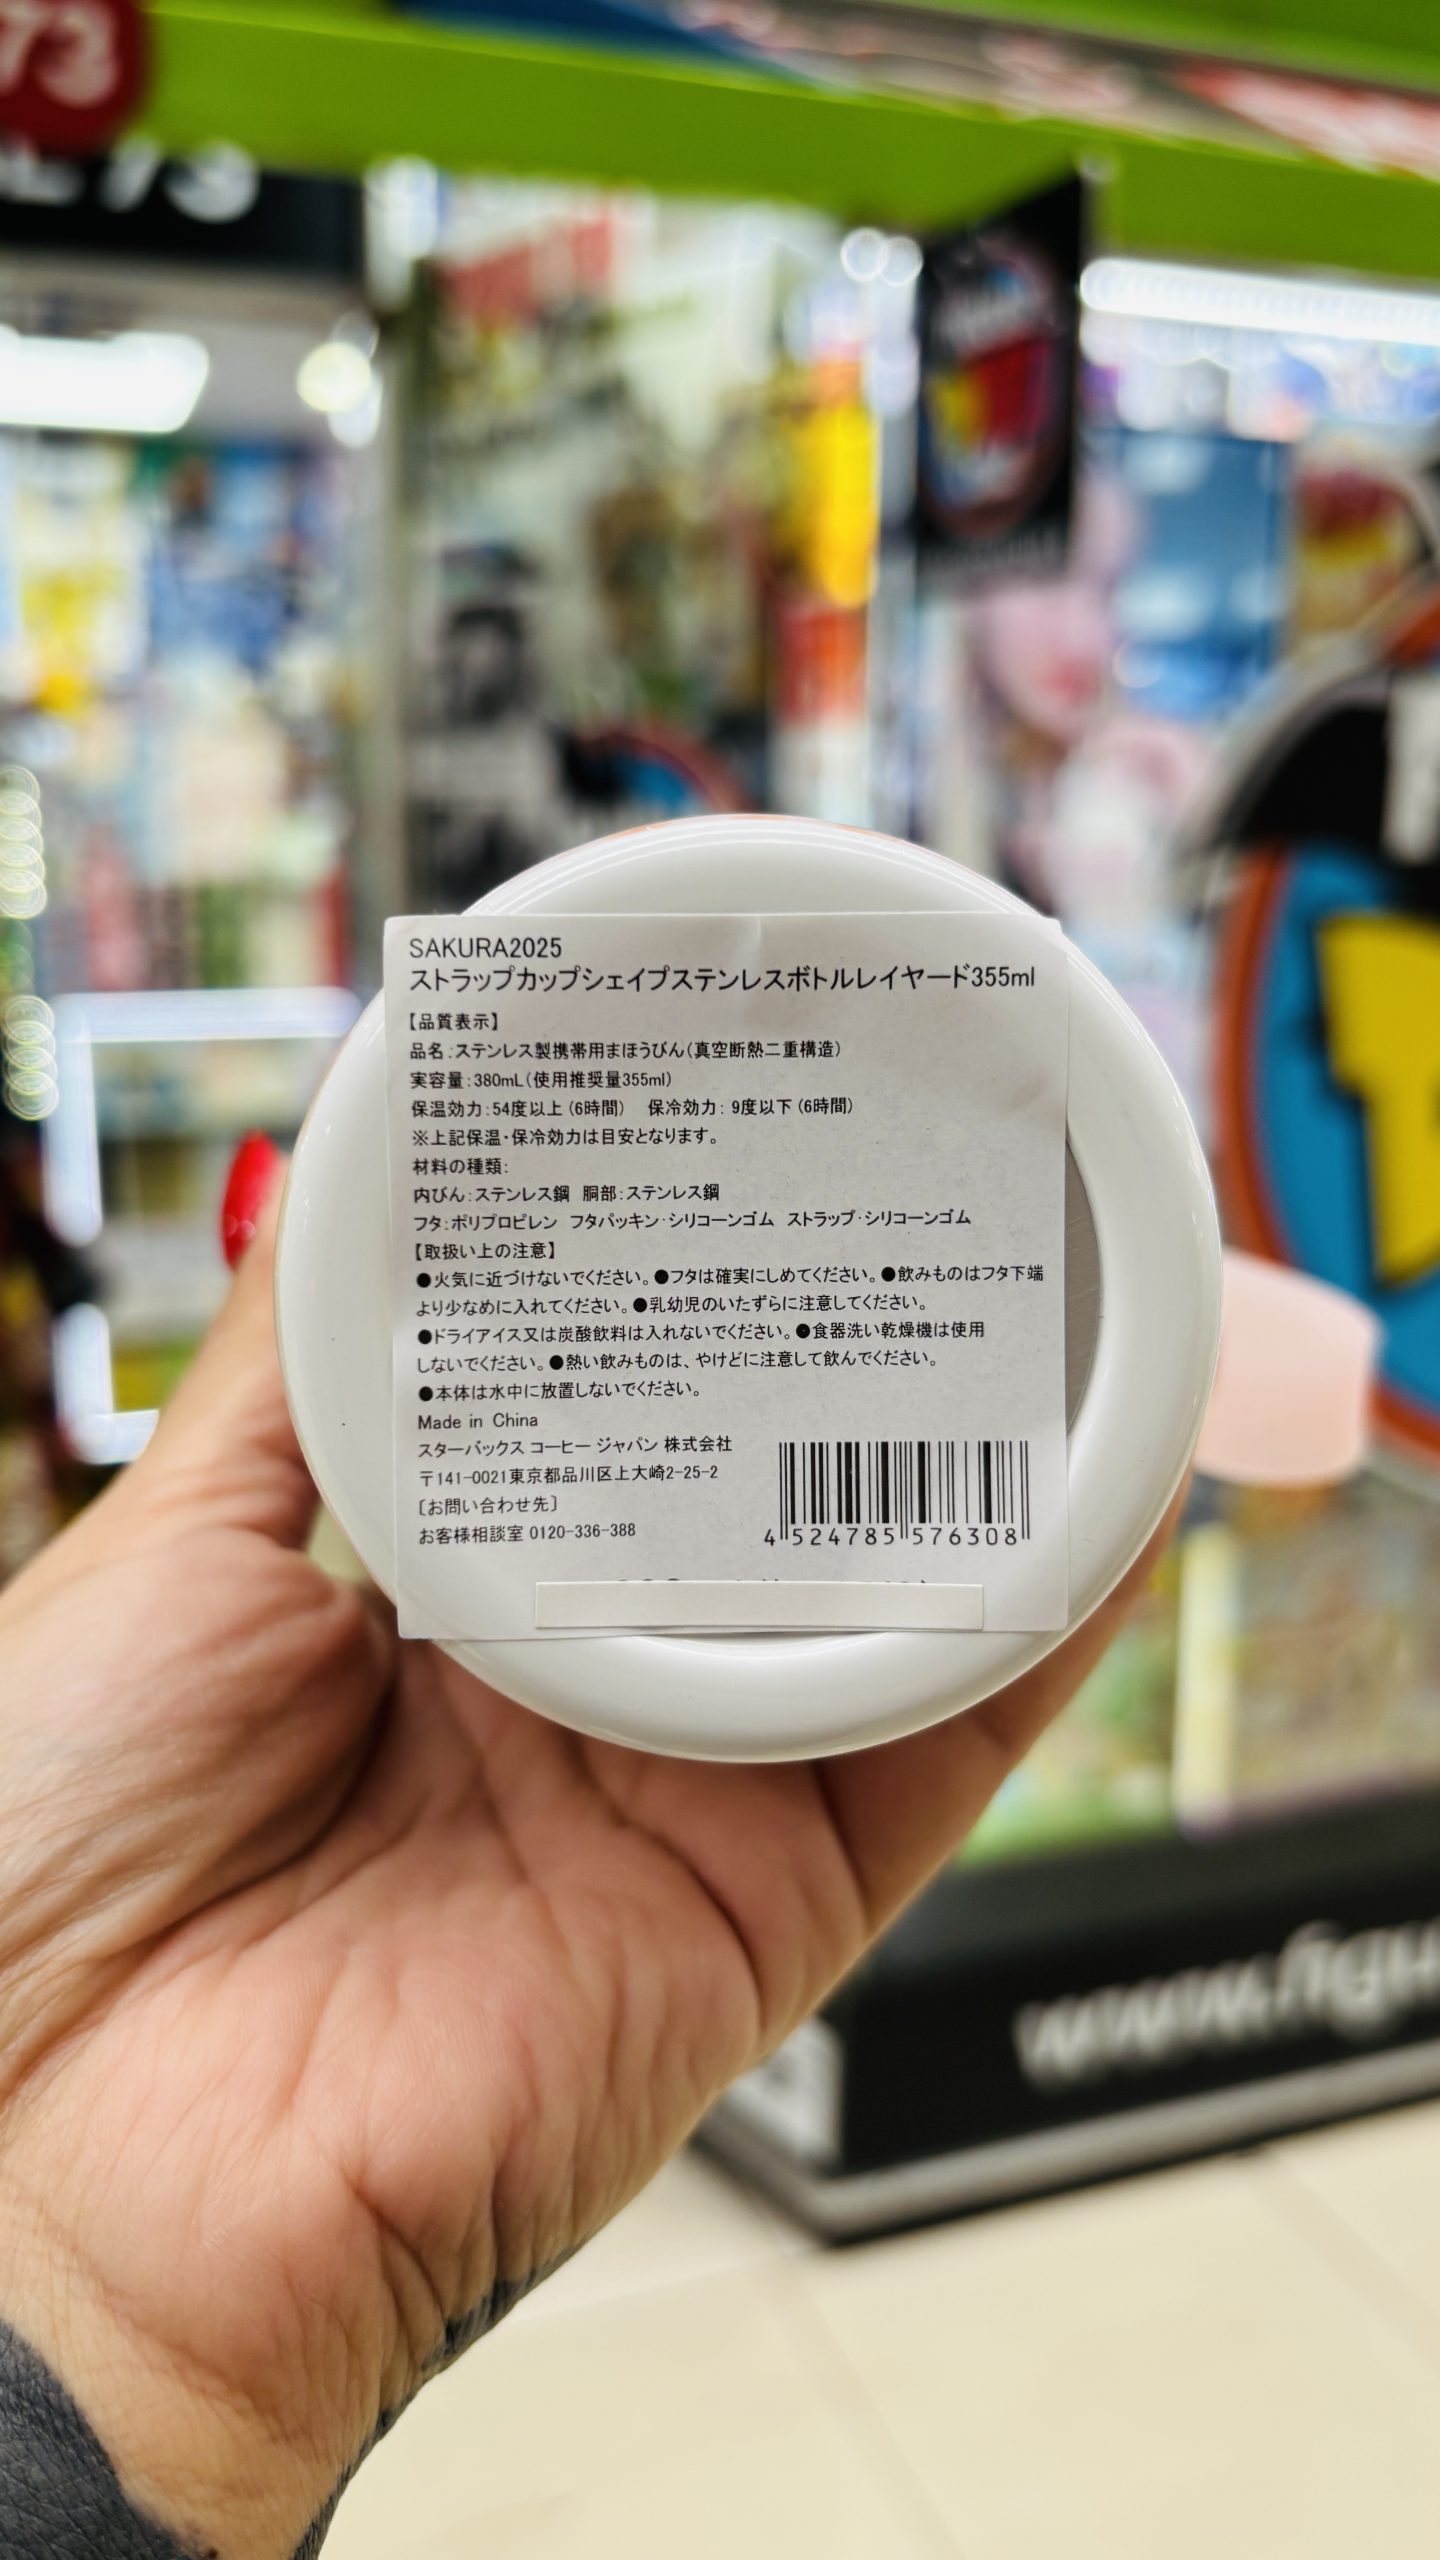 73
SAKURA2025
ストラップカップシェイプステンレスボトルレイヤード355ml
【品質表示】
品名:ステンレス製携帯用まほうびん(真空断熱二重構造)
実容量:380mL(使用推奨量355ml)
保温効力:54度以上(6時間) 保冷効力:9度以下(6時間)
※上記保温・保冷効力は目安となります。
材料の種類:
内びん:ステンレス鋼 胴部:ステンレス鋼
フタ:ポリプロピレン フタパッキン・シリコーンゴム ストラップ・シリコーンゴム
【取扱い上の注意】
●火気に近づけないでください。●フタは確実にしめてください。●飲みものはフタ下端
より少なめに入れてください。●乳幼児のいたずらに注意してください。
●ドライアイス又は炭酸飲料は入れないでください。●食器洗い乾燥機は使用
しないでください。●熱い飲みものは、やけどに注意して飲んでください。
●本体は水中に放置しないでください。
Made in China
スターバックス コーヒー ジャパン 株式会社
〒141-0021東京都品川区上大崎2-25-2
〔お問い合わせ先〕
お客様相談室 0120-336-388
4 524785 576308